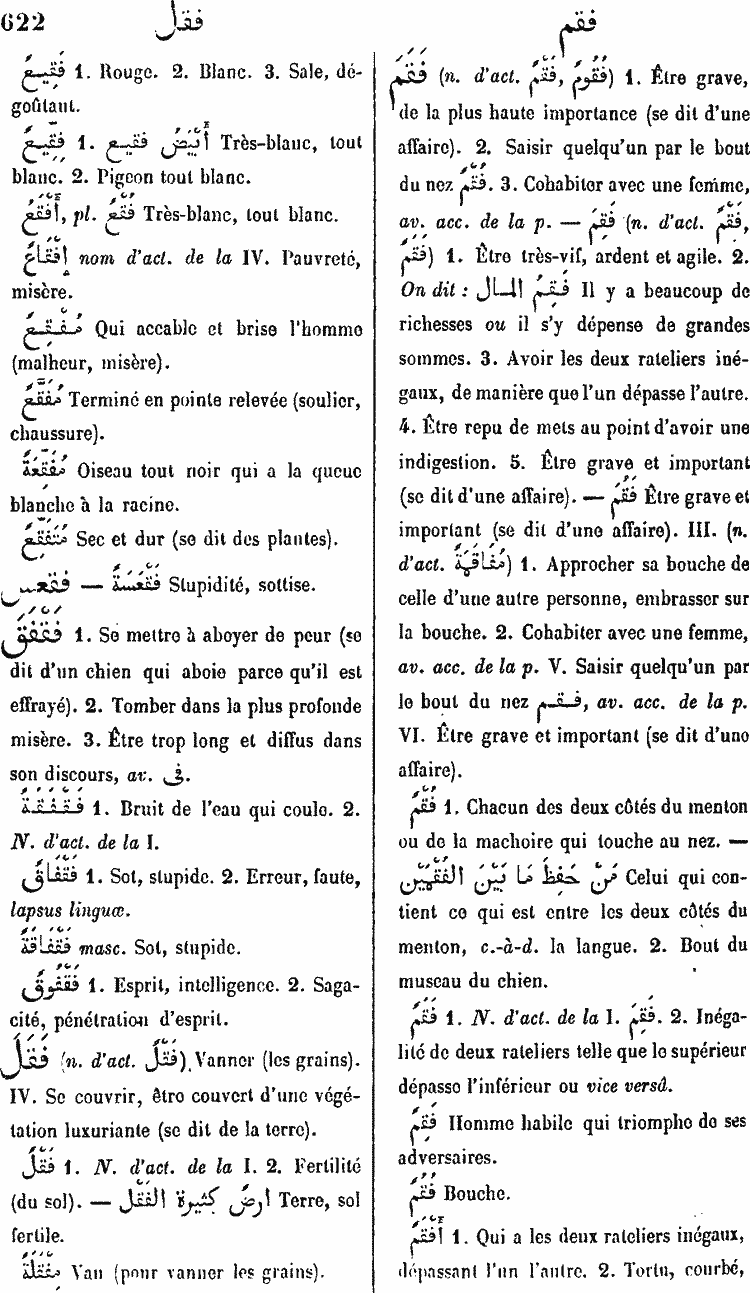 622 فقل
فقم
فَقِيعٌ 1. Rouge. 2. Blanc. 3. Sale, dé-
goûtant.
فِقِّيعٌ 1. أَبْيَضُ فقيع Très-blanc, tout
blanc. 2. Pigeon tout blanc.
أَفْقَعُ, pl. فُقْعٌ Très-blanc, tout blanc.
إِفْقَاعٌ nom d'act. de la IV. Pauvreté,
misère.
مُفْقِعٌ Qui accable et brise l'homme
(malheur, misère).
مُفَقَّعٌ Terminé en pointe relevée (soulier,
chaussure).
مُفَقَّعَةٌ Oiseau tout noir qui a la queue
blanche à la racine.
مُتَفَقِّعٌ Sec et dur (se dit des plantes).
فقعس — فَقْعَسَةٌ Stupidité, sottise.
فَقْفَقَ 1. Se mettre à aboyer de peur (se
dit d'un chien qui aboie parce qu'il est
effrayé). 2. Tomber dans la plus profonde
misère. 3. Être trop long et diffus dans
son discours, av. فى.
فَقْفَقَةٌ 1. Bruit de l'eau qui coule. 2.
N. d'act. de la I.
فَقْفَاقٌ 1. Sot, stupide. 2. Erreur, faute,
lapsus linguæ.
فَقْفَاقَةٌ masc. Sot, stupide.
فَقْفُوقٌ 1. Esprit, intelligence. 2. Saga-
cité, pénétration d'esprit.
فَقَلَ (n. d'act. فَقْلٌ) Vanner (les grains).
IV. Se couvrir, être couvert d'une végé-
tation luxuriante (se dit de la terre).
فَقْلٌ 1. N. d'act. de la I. 2. Fertilité
(du sol). — ارضٌ كثيرة الفَقْل Terre, sol
fertile.
مِفْقَلَةٌ Van (pour vanner les grains).
فَقَمَ (n. d'act. فَقْمٌ, فُقُومٌ) 1. Être grave,
de la plus haute importance (se dit d'une
affaire). 2. Saisir quelqu'un par le bout
du nez فُقْم. 3. Cohabiter avec une femme,
av. acc. de la p. — فَقِمَ (n. d'act. فَقْمٌ,
فَقَمٌ) 1. Être très-vif, ardent et agile. 2.
On dit : فَقِمَ المال Il y a beaucoup de
richesses ou il s'y dépense de grandes
sommes. 3. Avoir les deux rateliers iné-
gaux, de manière que l'un dépasse l'autre.
4. Être repu de mets au point d'avoir une
indigestion. 5. Être grave et important
(se dit d'une affaire). — فَقُمَ Être grave et
important (se dit d'une affaire). III. (n.
d'act. مُفَاقَمَةٌ) 1. Approcher sa bouche de
celle d'une autre personne, embrasser sur
la bouche. 2. Cohabiter avec une femme,
av. acc. de la p. V. Saisir quelqu'un par
le bout du nez فقم, av. acc. de la p.
VI. Être grave et important (se dit d'une
affaire).
فُقْمٌ 1. Chacun des deux côtés du menton
ou de la machoire qui touche au nez. —
مَنْ حَفِظَ مَا بَيْنَ الفُقْمَيْنِ Celui qui con-
tient ce qui est entre les deux côtés du
menton, c.-à-d. la langue. 2. Bout du
museau du chien.
فَقَمٌ 1. N. d'act. de la I. فَقِمَ. 2. Inéga-
lité de deux rateliers telle que le supérieur
dépasse l'inférieur ou vice versâ.
فَقِمٌ Homme habile qui triomphe de ses
adversaires.
فُقُمٌ Bouche.
أَفْقَمُ 1. Qui a les deux rateliers inégaux,
dépassant l'un l'autre. 2. Tortu, courbé,